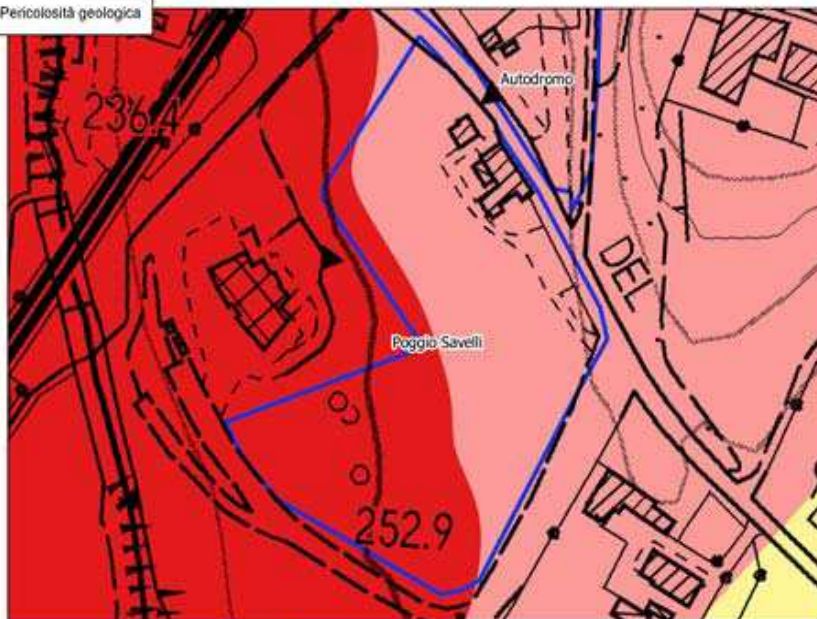 Pericolosità geologica
Autodromo
236.4
DEL
Poggio Savelli
252.9